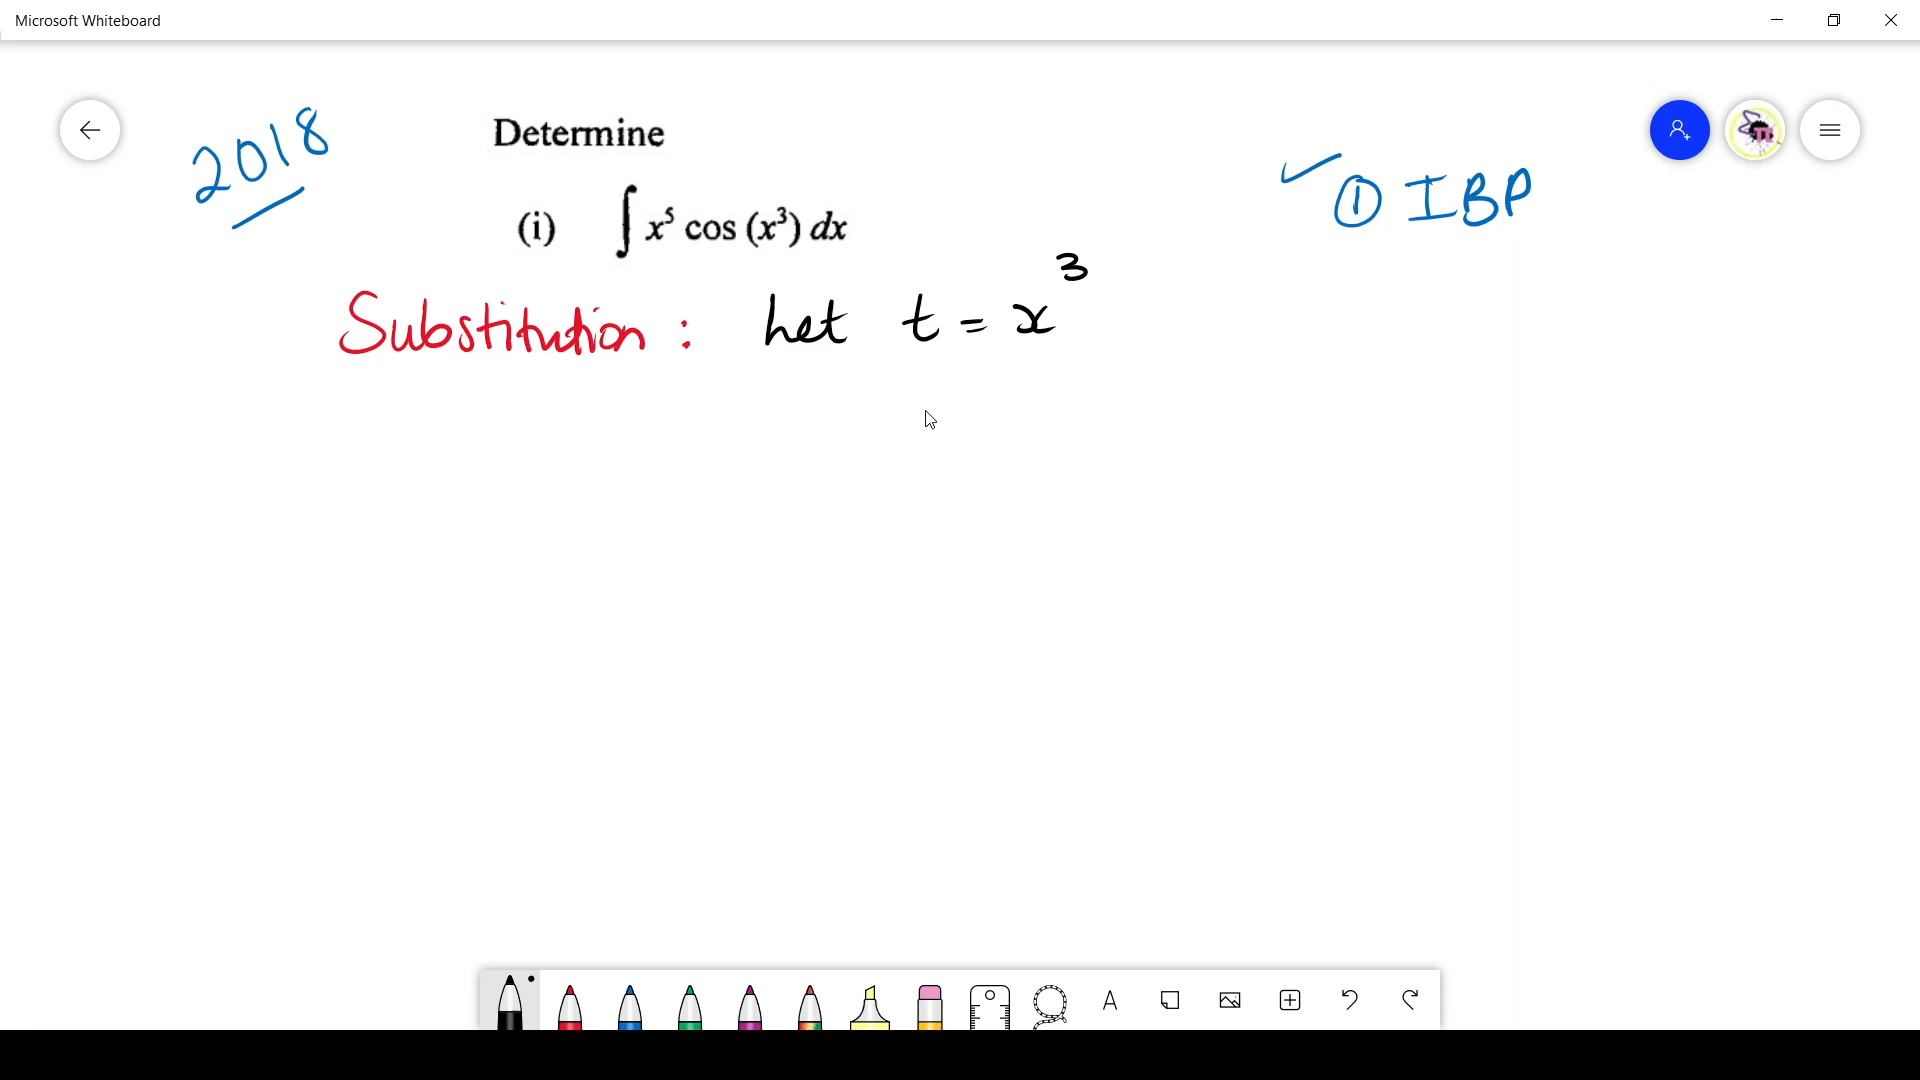 Microsoft Whiteboard
2018
Determine
① IBP
(i) ∫ x⁵ cos (x³) dx
Substitution : Let t = x³
A